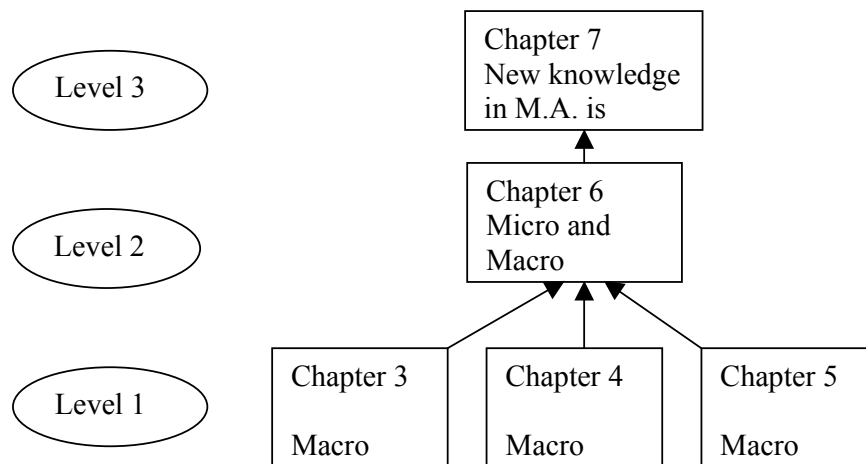 Level 3
Chapter 7
New knowledge
in M.A. is
Level 2
Chapter 6
Micro and
Macro
Level 1
Chapter 3
Macro
Chapter 4
Macro
Chapter 5
Macro